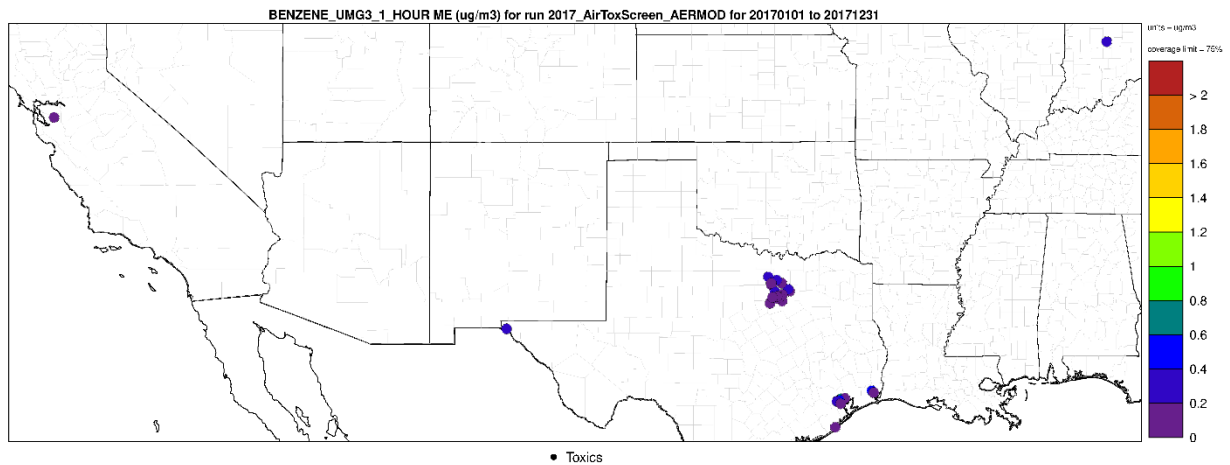 BENZENE_UMG3_1_HOUR ME (ug/m3) for run 2017_AirToxScreen_AERMOD for 20170101 to 20171231
units = ug/m3
coverage limit = 75%
> 2
1.8
1.6
1.4
1.2
1
0.8
0.6
0.4
0.2
0
Toxics